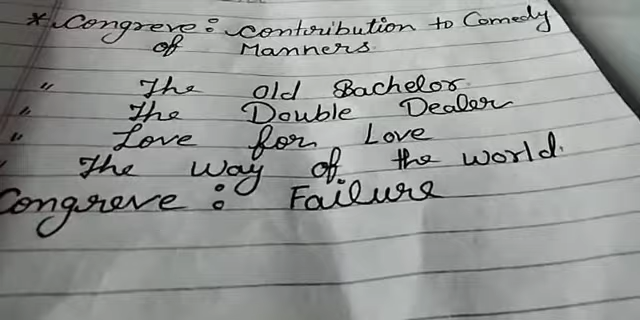 * Congreve : contribution to Comedy
of Manners.
" The Old Bachelor
" The Double Dealer
" Love for Love
" The Way of the World.
Congreve : Failure